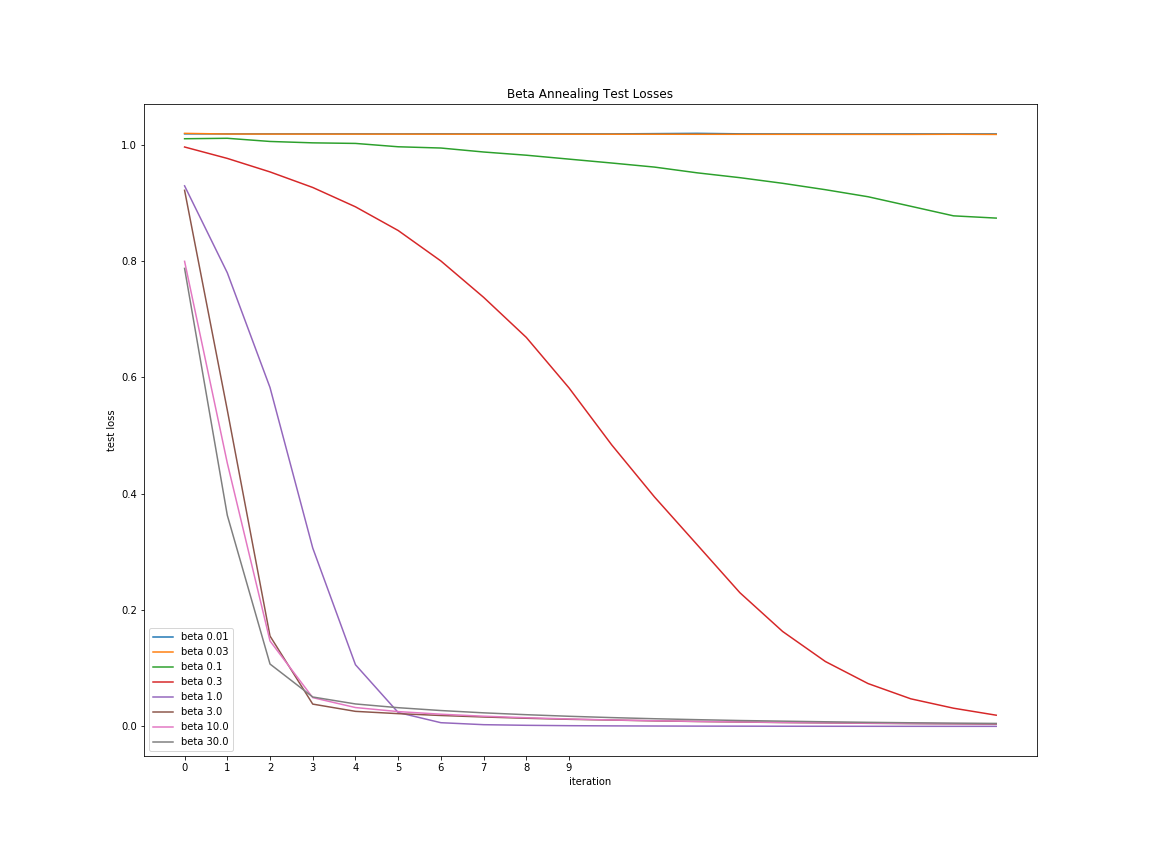 Beta Annealing Test Losses
1.0
0.8
0.6
0.4
0.2
0.0
test loss
beta 0.01
beta 0.03
beta 0.1
beta 0.3
beta 1.0
beta 3.0
beta 10.0
beta 30.0
0 1 2 3 4 5 6 7 8 9
iteration